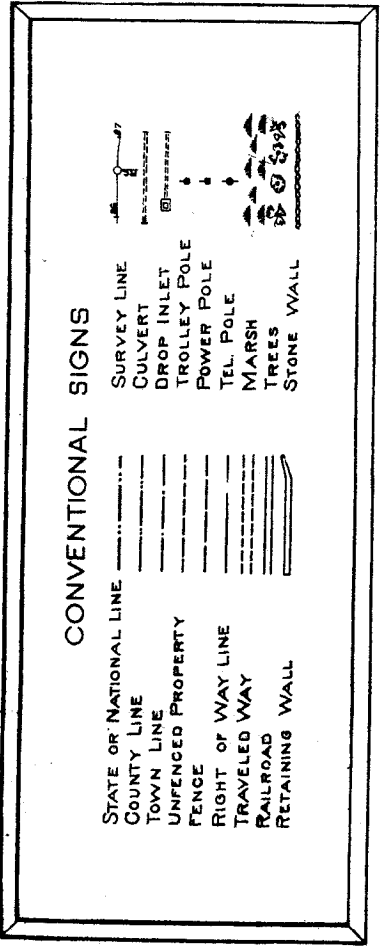 CONVENTIONAL SIGNS
STATE OR NATIONAL LINE
COUNTY LINE
TOWN LINE
UNFENCED PROPERTY
FENCE
RIGHT OF WAY LINE
TRAVELED WAY
RAILROAD
RETAINING WALL
SURVEY LINE
CULVERT
DROP INLET
TROLLEY POLE
POWER POLE
TEL. POLE
MARSH
TREES
STONE WALL